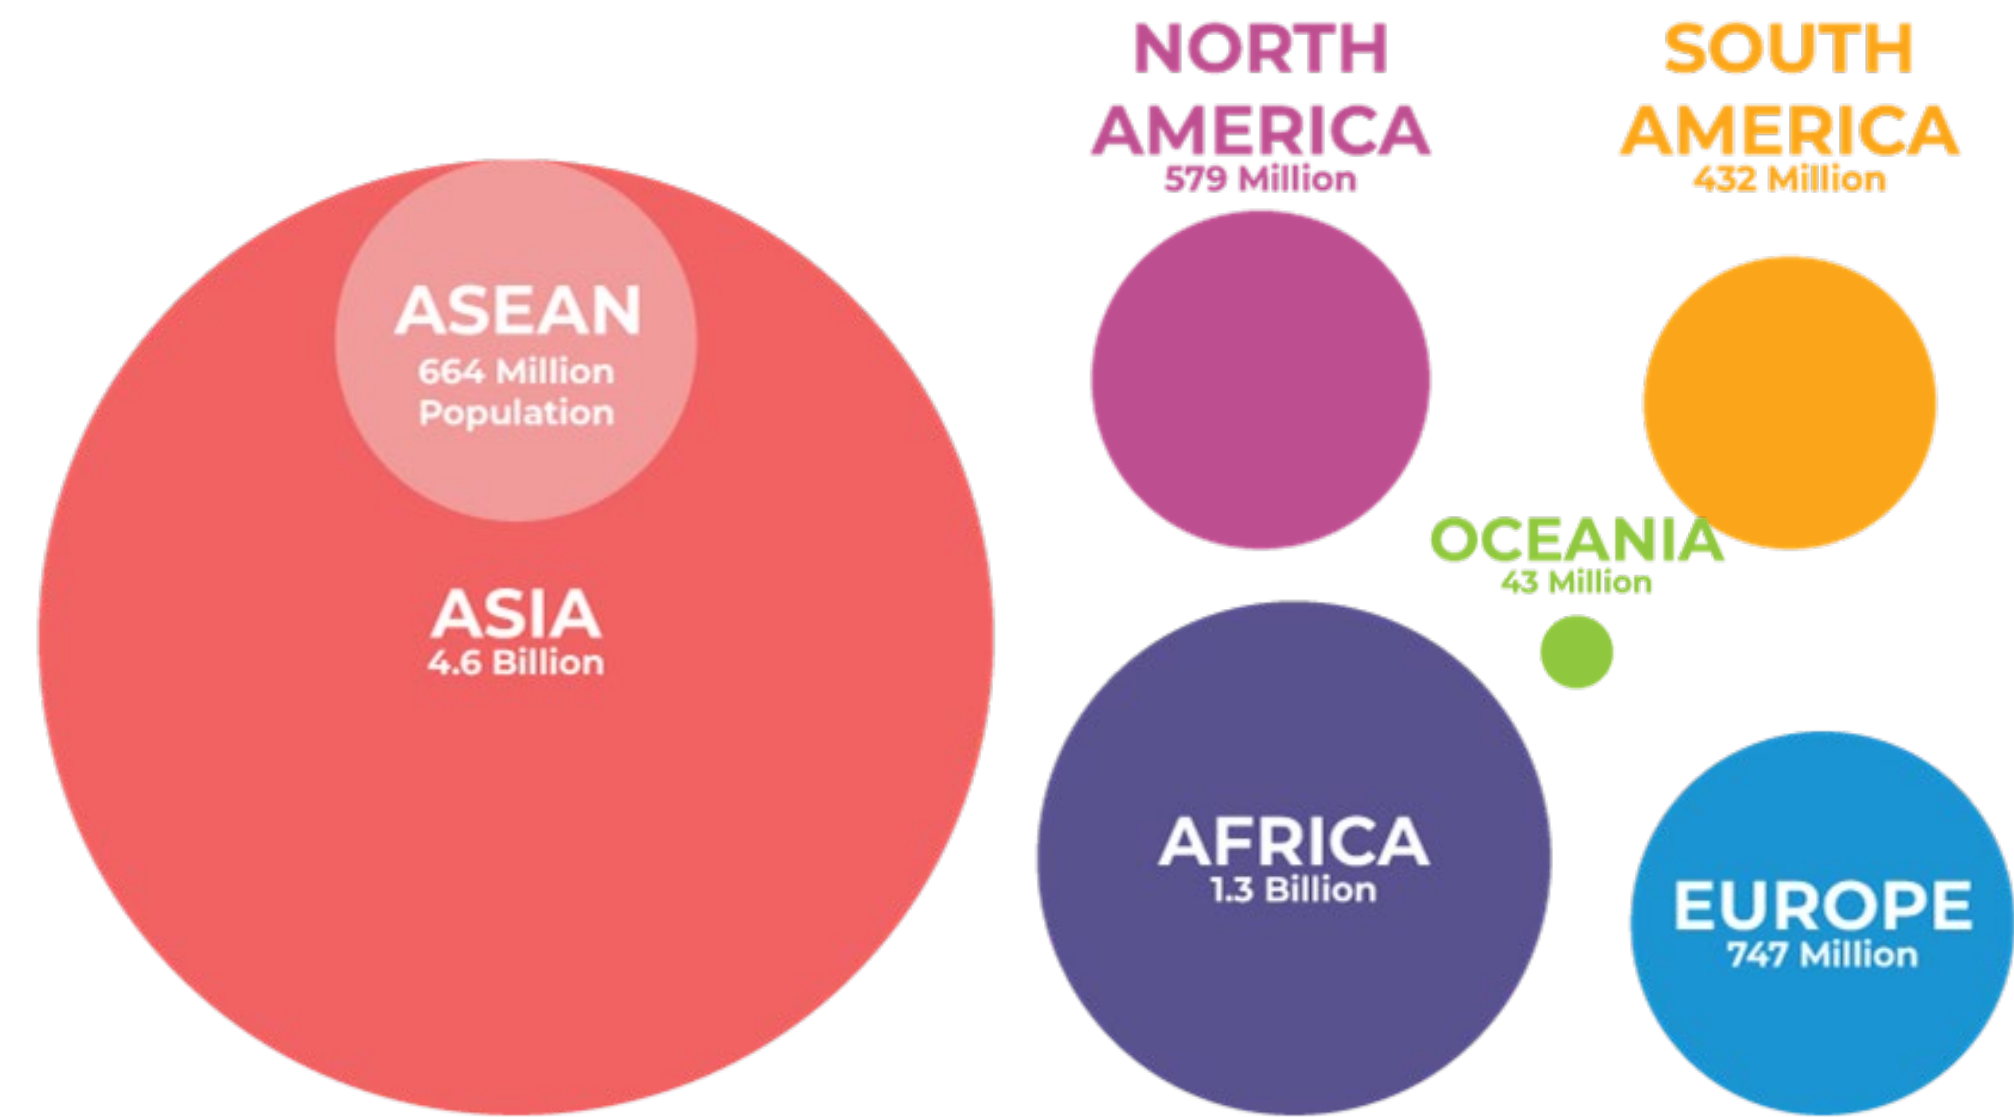 NORTH
AMERICA
579 Million
SOUTH
AMERICA
432 Million
ASEAN
664 Million
Population
OCEANIA
43 Million
ASIA
4.6 Billion
AFRICA
1.3 Billion
EUROPE
747 Million